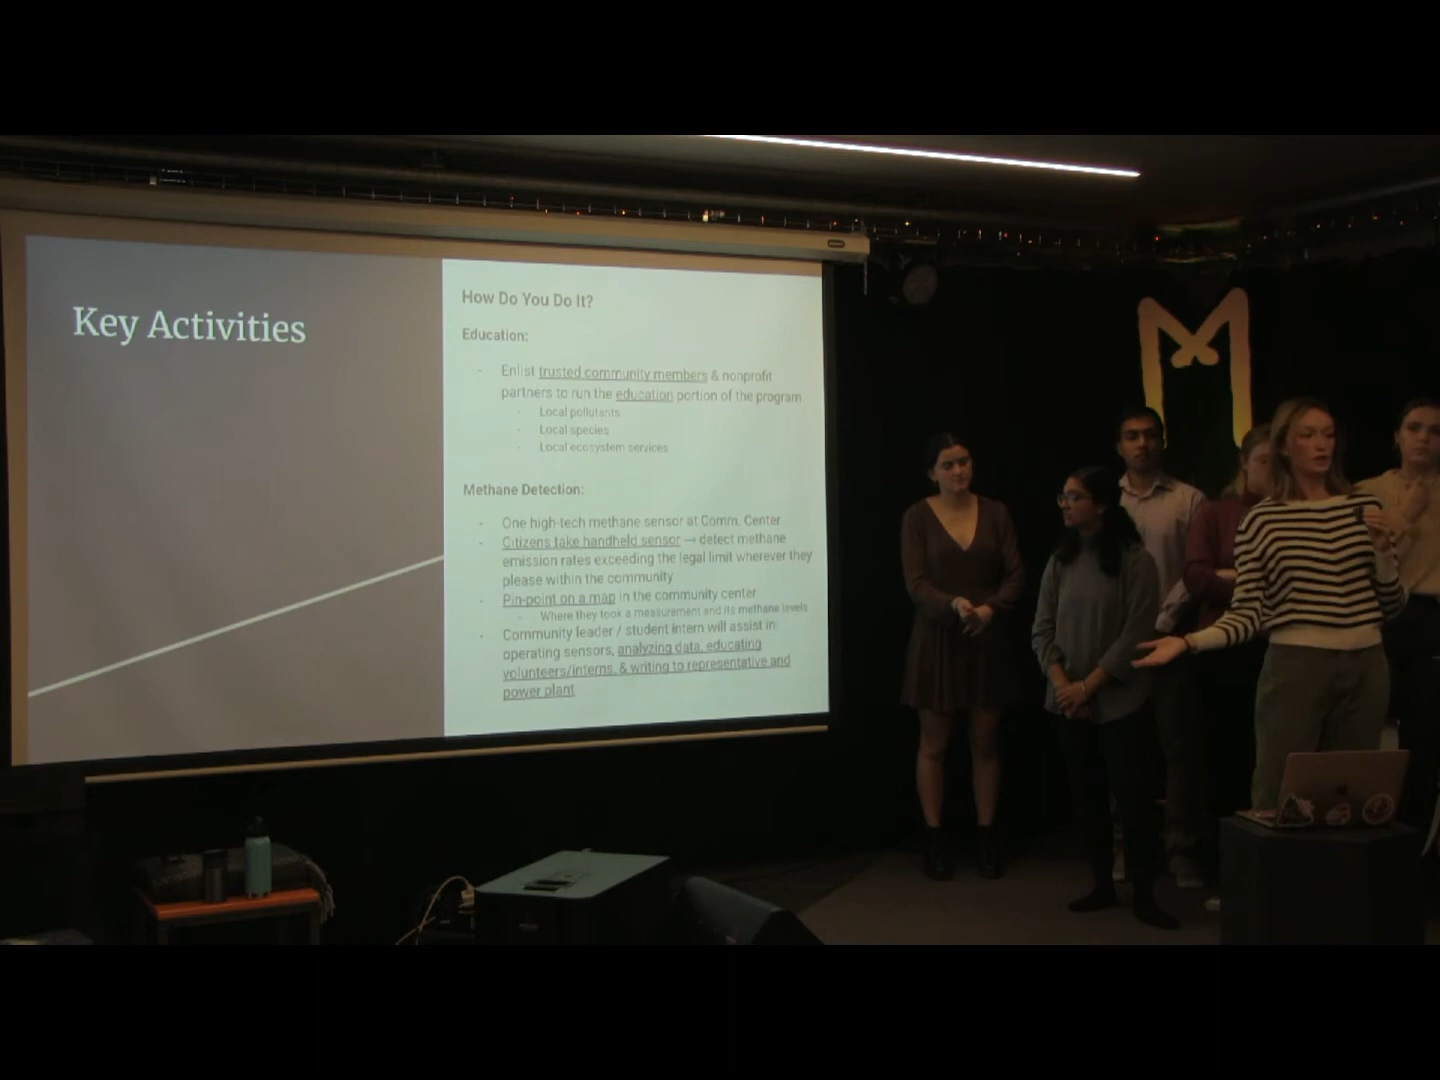 Key Activities
How Do You Do It?
Education:
- Enlist trusted community members & nonprofit
partners to run the education portion of the program
- Local pollutants
- Local species
- Local ecosystem services
Methane Detection:
- One high-tech methane sensor at Comm. Center
- Citizens take handheld sensor → detect methane
emission rates exceeding the legal limit wherever they
please within the community
- Pin-point on a map in the community center
- Where they took a measurement and its methane levels
- Community leader / student intern will assist in:
operating sensors, analyzing data, educating
volunteers/interns, & writing to representative and
power plant
M